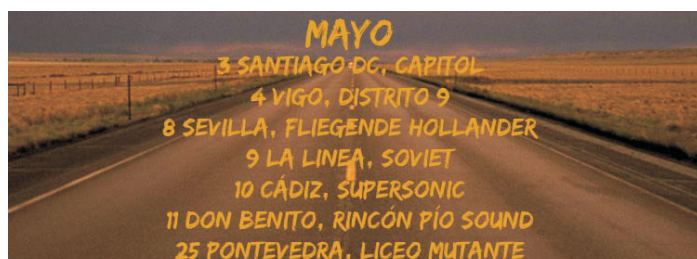 MAYO
3 SANTIAGO DC, CAPITOL
4 VIGO, DISTRITO 9
8 SEVILLA, FLIEGENDE HOLLANDER
9 LA LINEA, SOVIET
10 CÁDIZ, SUPERSONIC
11 DON BENITO, RINCÓN PÍO SOUND
25 PONTEVEDRA, LICEO MUTANTE